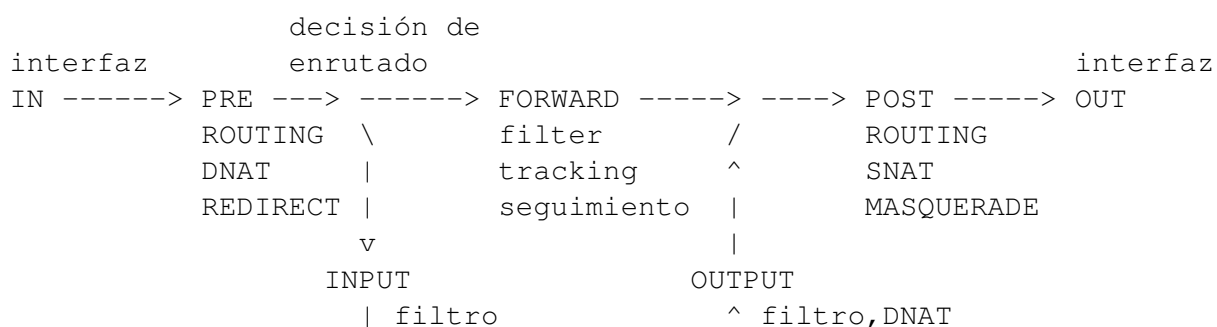 decisión de
interfaz enrutado interfaz
IN ------> PRE ---> ------> FORWARD -----> ----> POST -----> OUT
ROUTING \ filter / ROUTING
DNAT | tracking ^ SNAT
REDIRECT | seguimiento | MASQUERADE
v |
INPUT OUTPUT
| filtro ^ filtro,DNAT